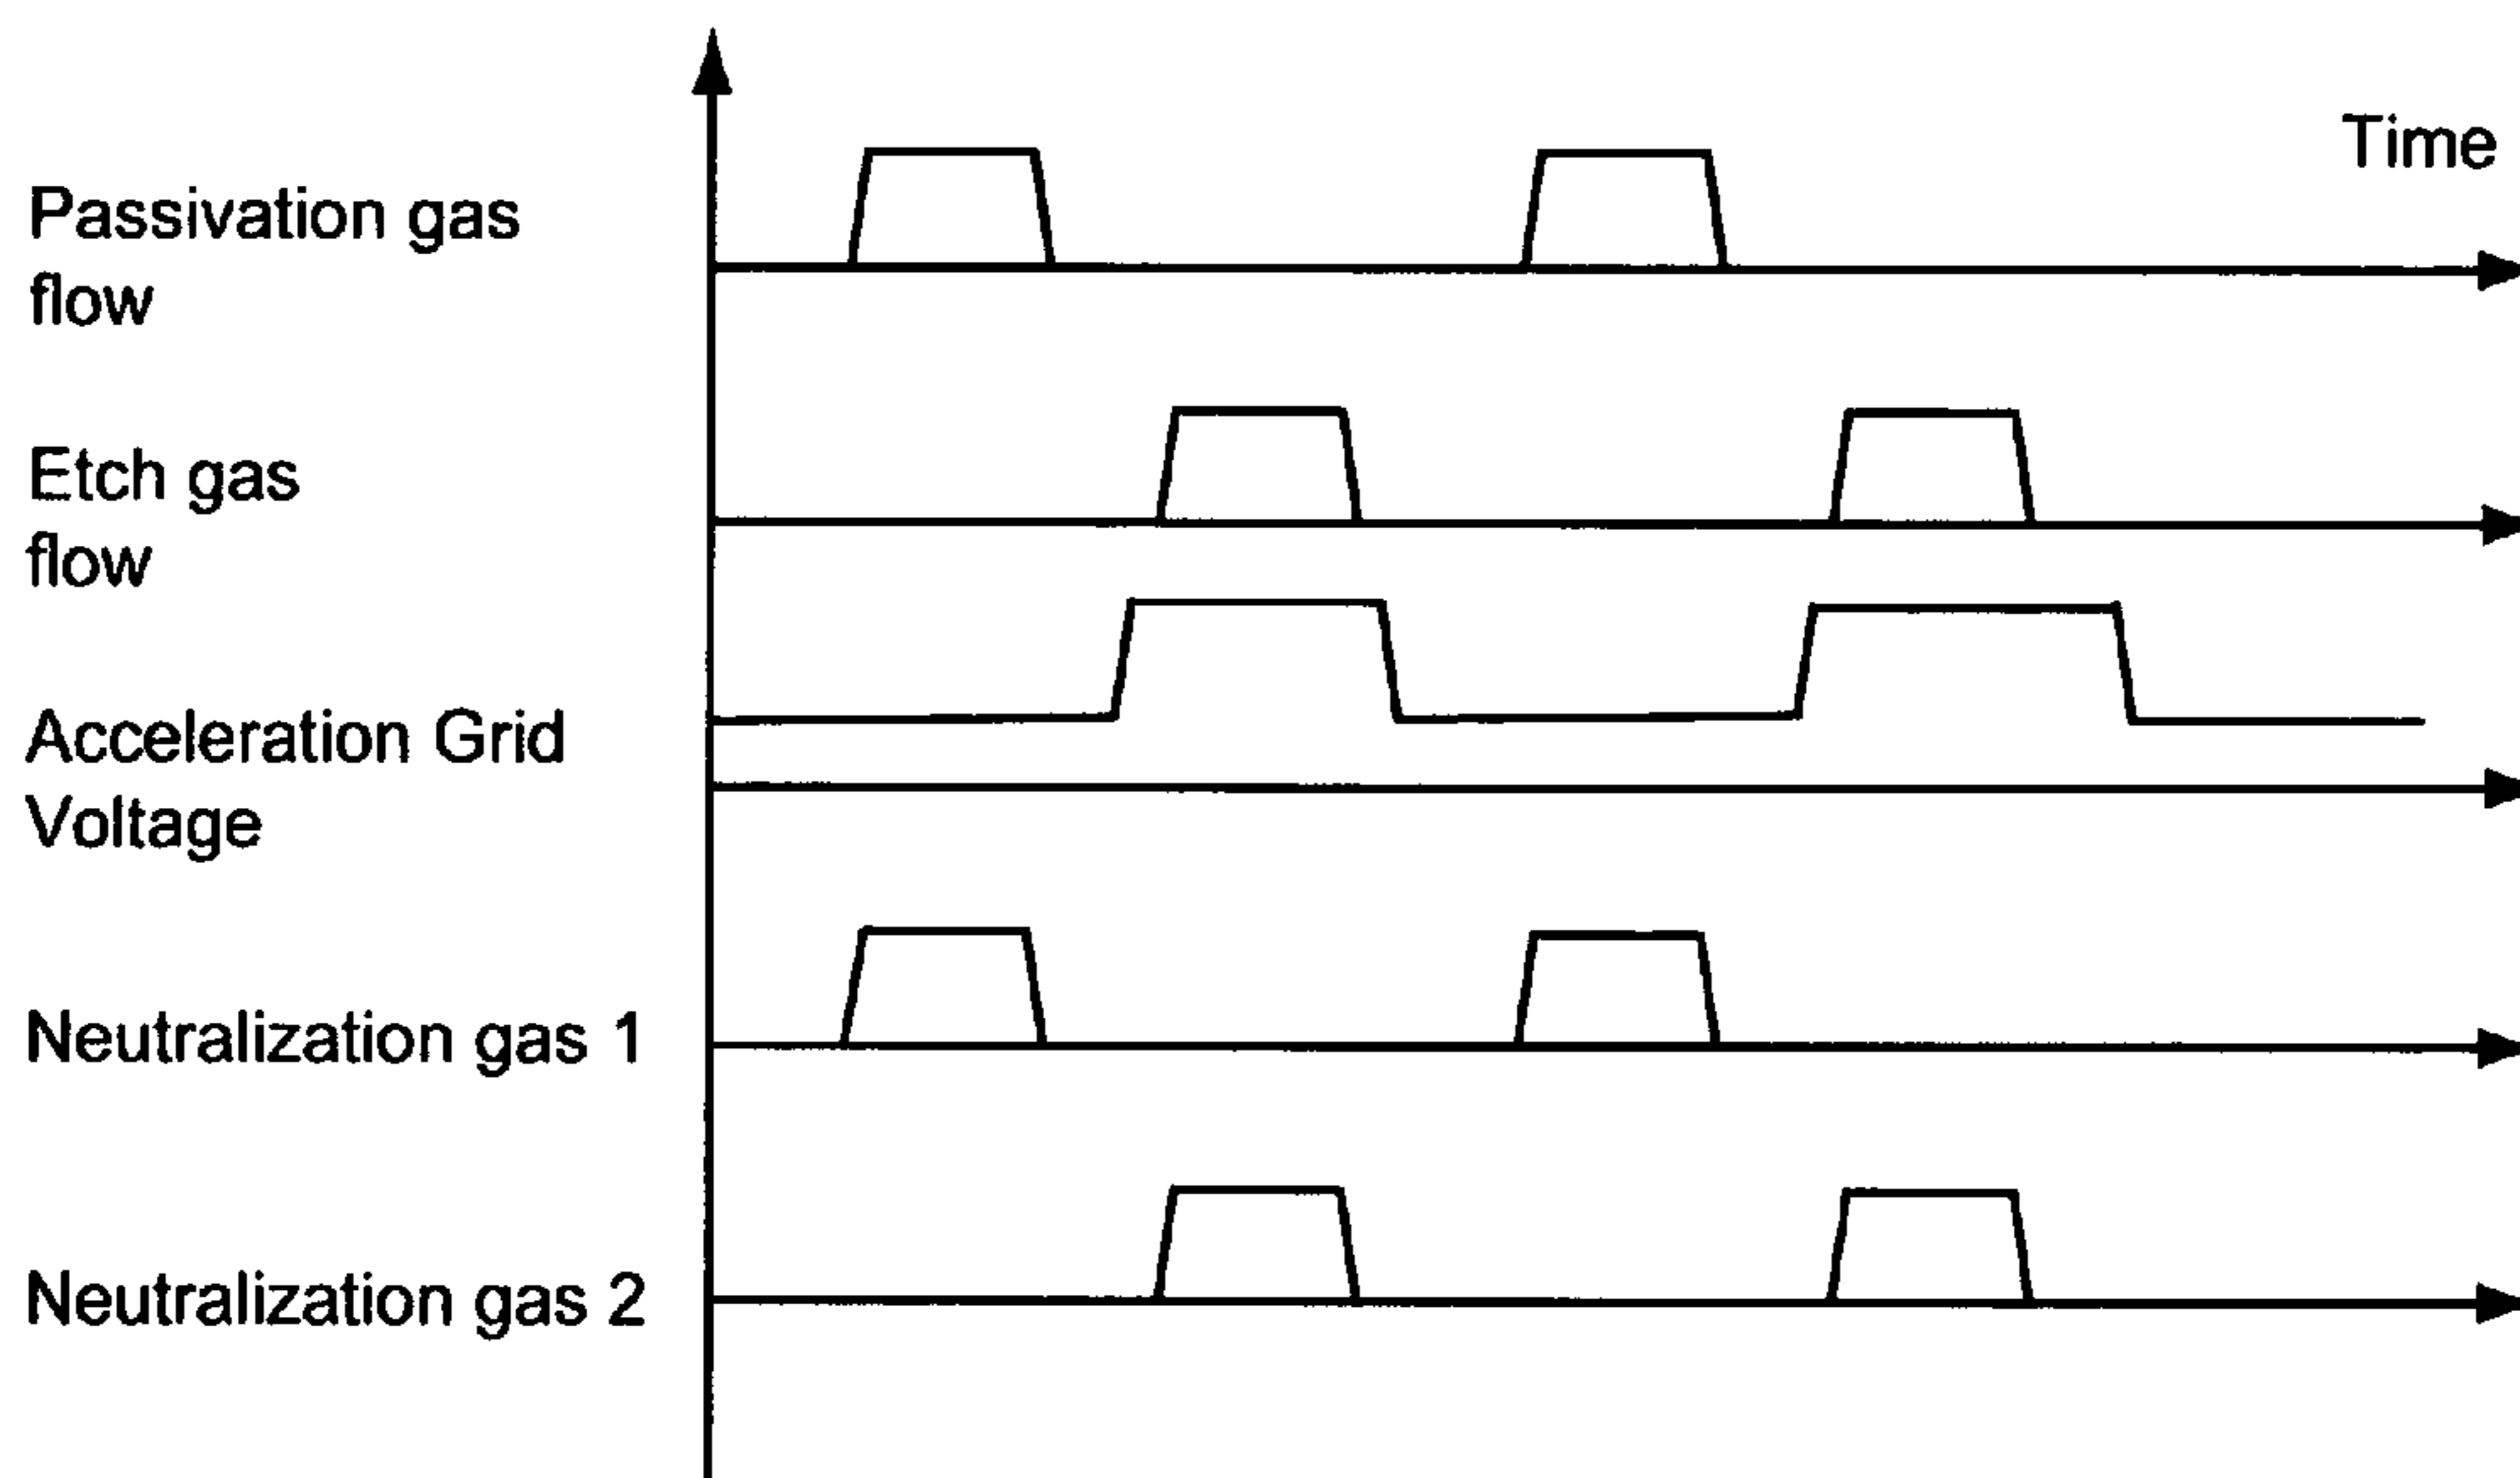 Time
Passivation gas
flow
Etch gas
flow
Acceleration Grid
Voltage
Neutralization gas 1
Neutralization gas 2